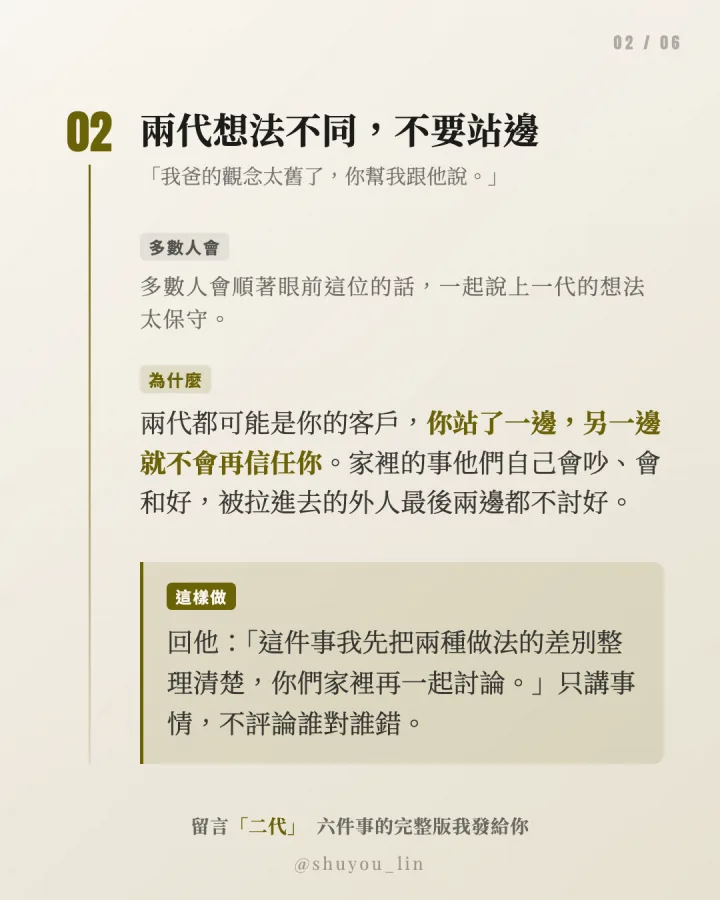 02 / 06
02 兩代想法不同，不要站邊
「我爸的觀念太舊了，你幫我跟他說。」
多數人會
多數人會順著眼前這位的話，一起說上一代的想法
太保守。
為什麼
兩代都可能是你的客戶，你站了一邊，另一邊
就不會再信任你。家裡的事他們自己會吵、會
和好，被拉進去的外人最後兩邊都不討好。
這樣做
回他：「這件事我先把兩種做法的差別整
理清楚，你們家裡再一起討論。」只講事
情，不評論誰對誰錯。
留言「二代」 六件事的完整版我發給你
@shuyou_lin